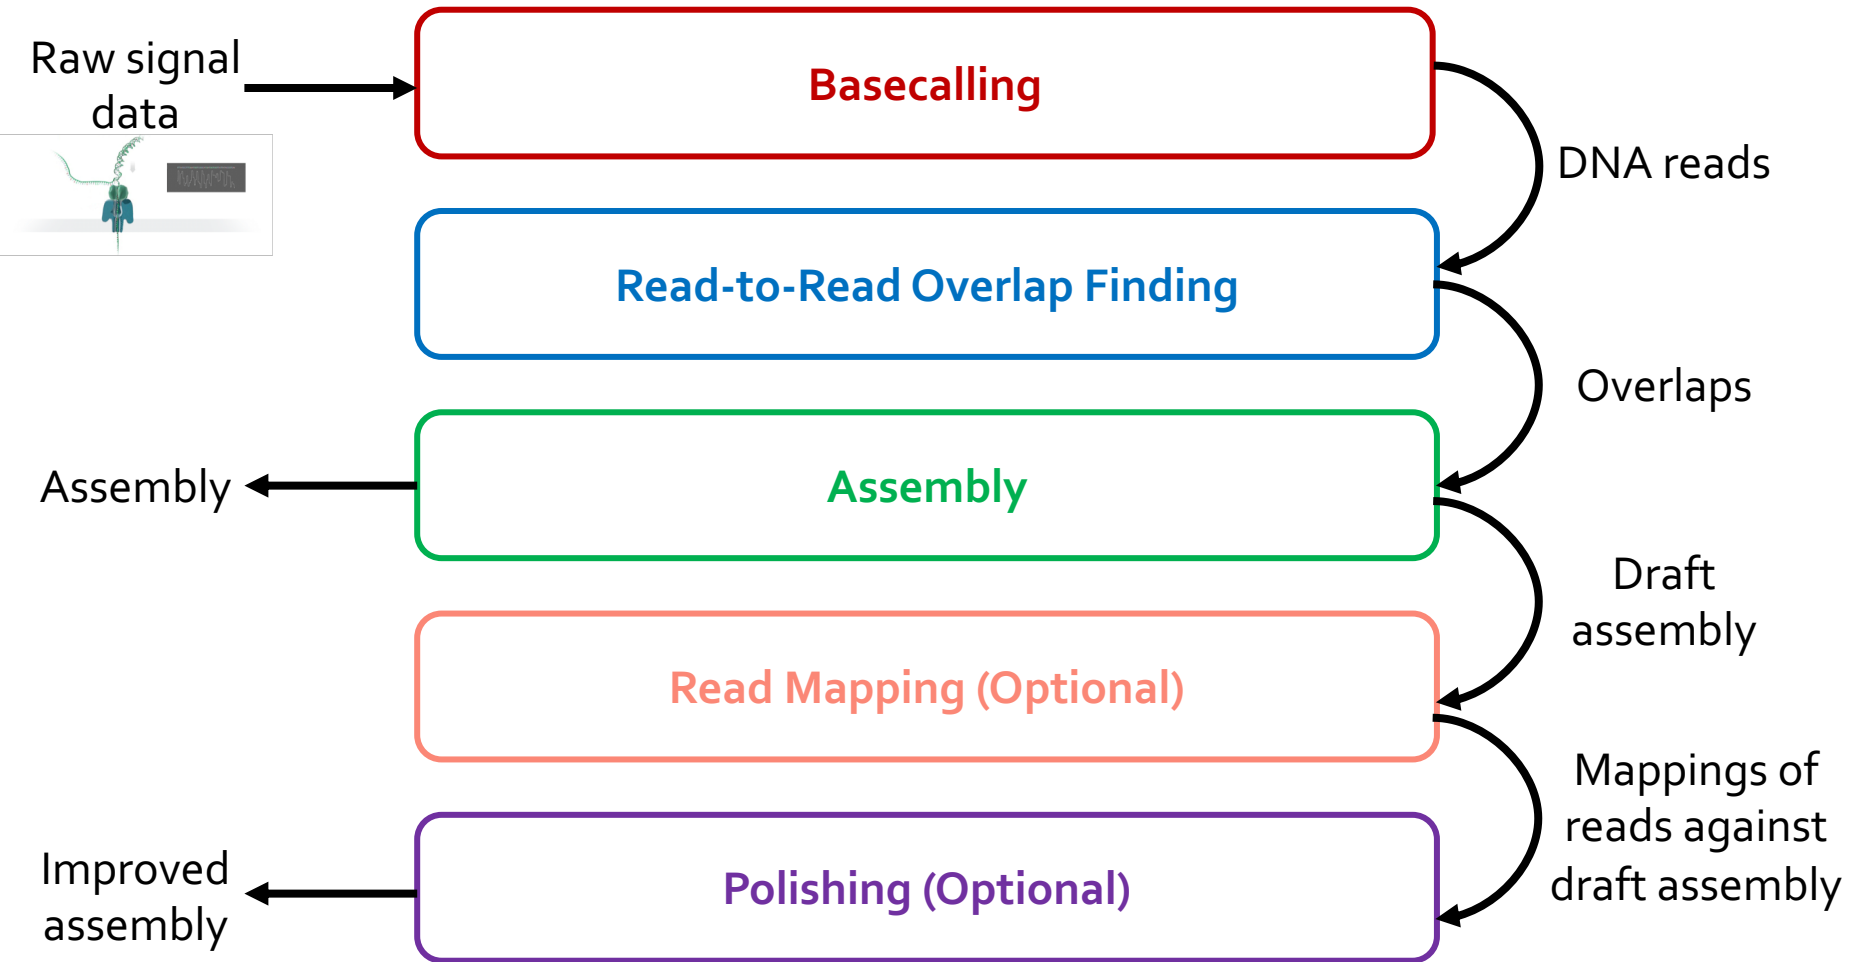 Raw signal
data
Basecalling
DNA reads
Read-to-Read Overlap Finding
Overlaps
Assembly
Assembly
Draft
assembly
Read Mapping (Optional)
Mappings of
reads against
draft assembly
Improved
assembly
Polishing (Optional)